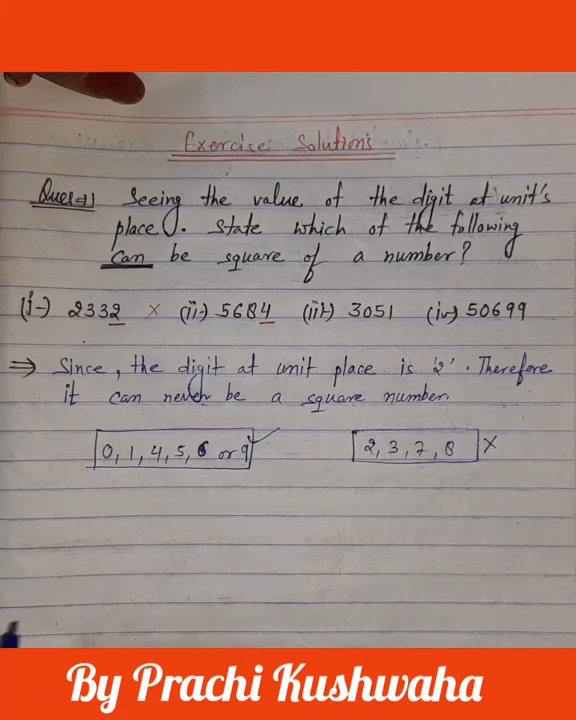 Exercise Solutions
Ques→1 Seeing the value of the digit at unit's
place. State which of the following
can be square of a number?
(i-) 2332 × (ii-) 5684 (iii-) 3051 (iv-) 50699
⇒ Since, the digit at unit place is '2'. Therefore
it can never be a square number.
0, 1, 4, 5, 6 or 9 ✓ 2, 3, 7, 8 ×
By Prachi Kushwaha